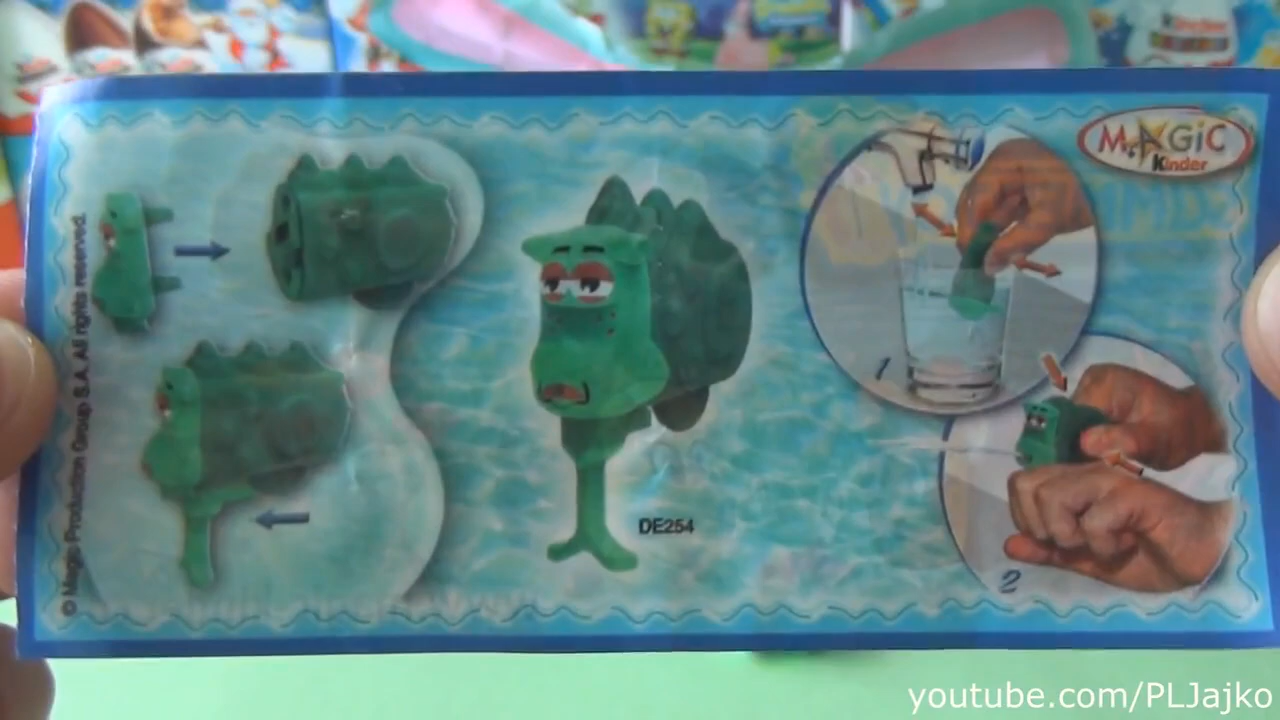 © Magic Production Group S.A. All rights reserved.
MAGiC
Kinder
1
DE254
2
youtube.com/PLJajko